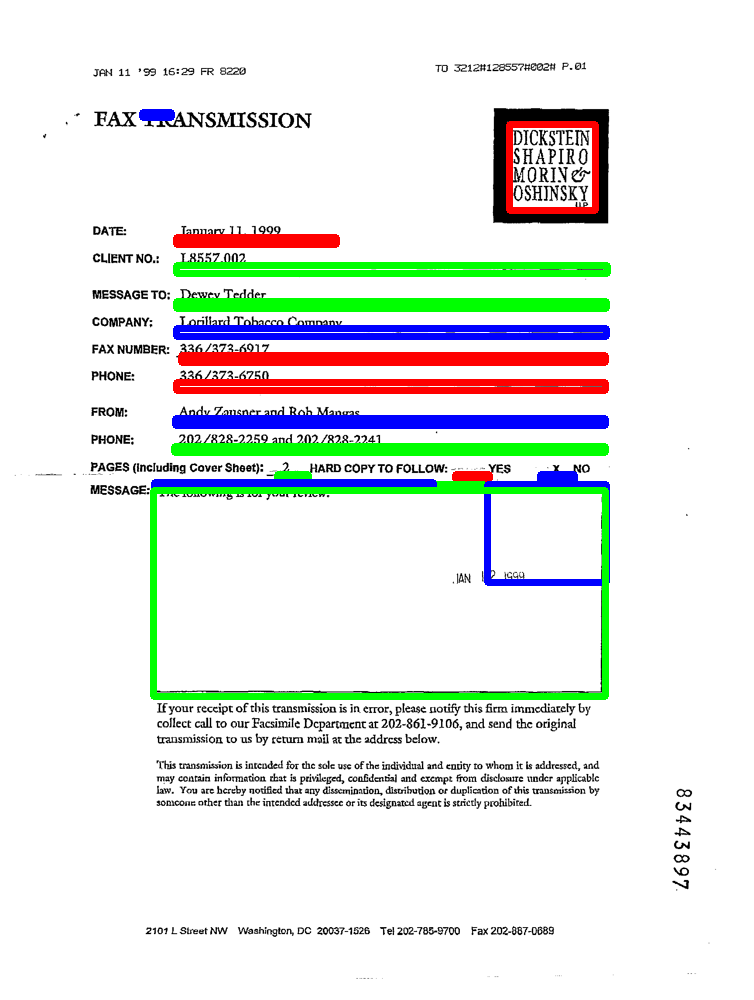 JAN 11 '99 16:29 FR 8220 TO 3212#128557#002# P.01
FAX TRANSMISSION
DICKSTEIN
SHAPIRO
MORIN &
OSHINSKY
LLP
DATE: January 11, 1999
CLIENT NO.: L8557.002
MESSAGE TO: Dewey Tedder
COMPANY: Lorillard Tobacco Company
FAX NUMBER: 336/373-6917
PHONE: 336/373-6750
FROM: Andy Zausner and Rob Mangas
PHONE: 202/828-2259 and 202/828-2241
PAGES (Including Cover Sheet): 2 HARD COPY TO FOLLOW: YES X NO
MESSAGE: The following is for your review.
JAN 12 1999
If your receipt of this transmission is in error, please notify this firm immediately by
collect call to our Facsimile Department at 202-861-9106, and send the original
transmission to us by return mail at the address below.
This transmission is intended for the sole use of the individual and entity to whom it is addressed, and
may contain information that is privileged, confidential and exempt from disclosure under applicable
law. You are hereby notified that any dissemination, distribution or duplication of this transmission by
someone other than the intended addressee or its designated agent is strictly prohibited.
83443897
2101 L Street NW Washington, DC 20037-1526 Tel 202-785-9700 Fax 202-887-0689